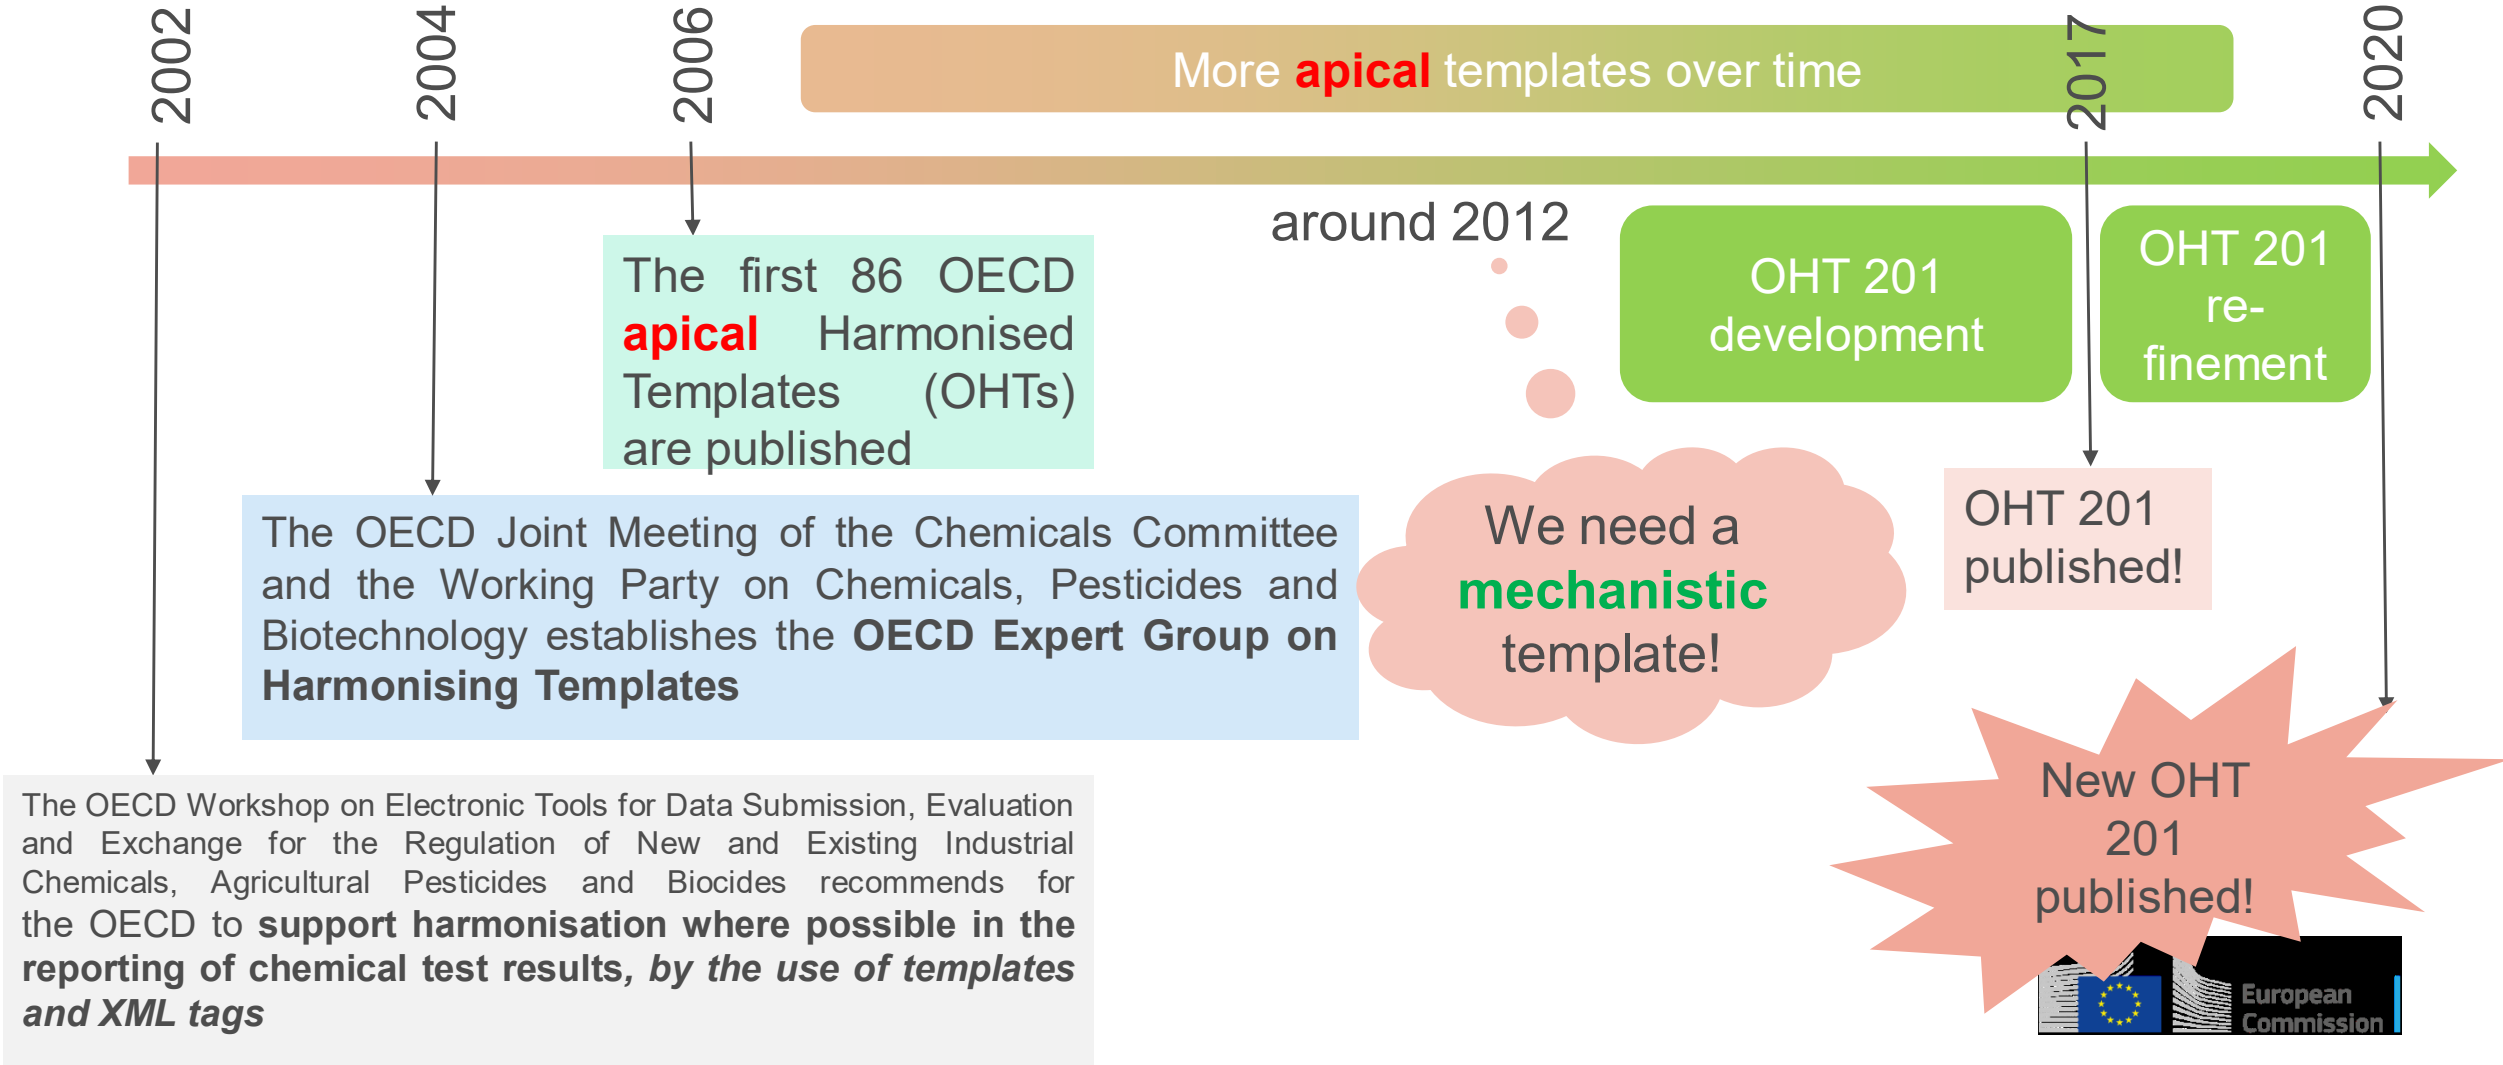 2002
2004
2006
More apical templates over time
2017
2020
around 2012
The first 86 OECD
apical Harmonised
Templates (OHTs)
are published
OHT 201
development
OHT 201
re-
finement
The OECD Joint Meeting of the Chemicals Committee
and the Working Party on Chemicals, Pesticides and
Biotechnology establishes the OECD Expert Group on
Harmonising Templates
We need a
mechanistic
template!
OHT 201
published!
The OECD Workshop on Electronic Tools for Data Submission, Evaluation
and Exchange for the Regulation of New and Existing Industrial
Chemicals, Agricultural Pesticides and Biocides recommends for
the OECD to support harmonisation where possible in the
reporting of chemical test results, by the use of templates
and XML tags
New OHT
201
published!
European
Commission